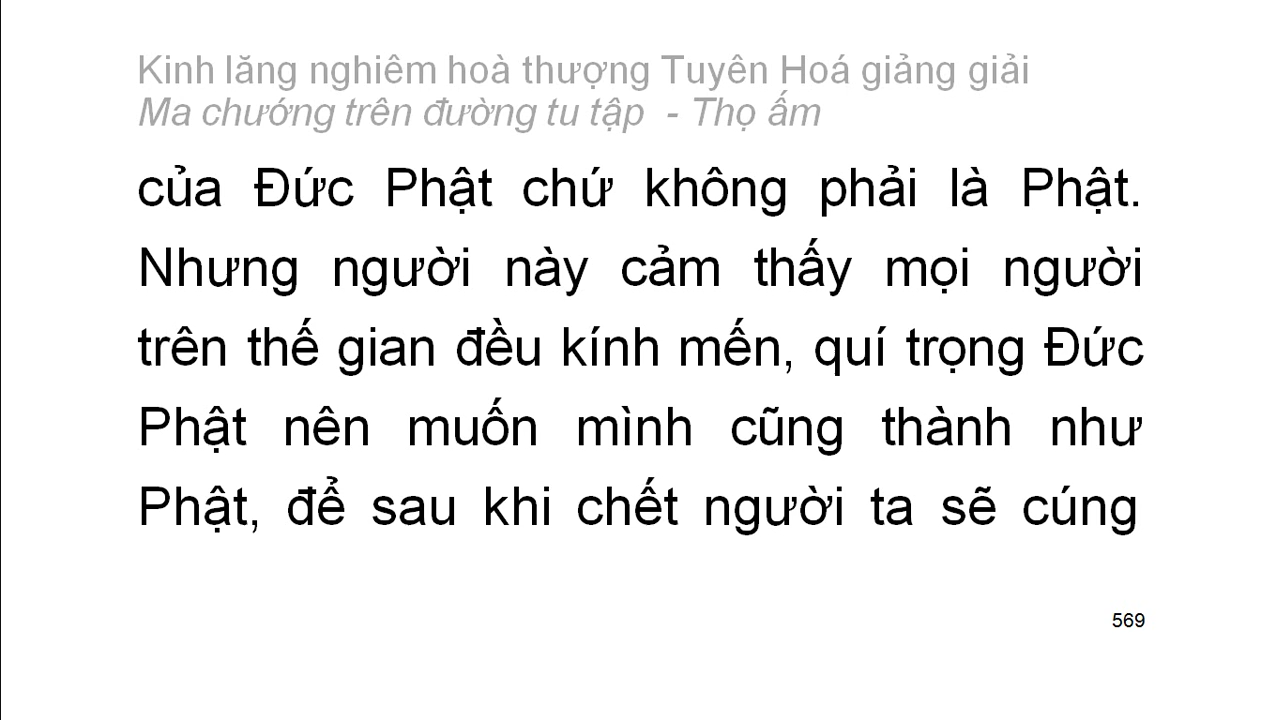 Kinh lăng nghiêm hoà thượng Tuyên Hoá giảng giải
Ma chướng trên đường tu tập - Thọ ấm
của Đức Phật chứ không phải là Phật.
Nhưng người này cảm thấy mọi người
trên thế gian đều kính mến, quí trọng Đức
Phật nên muốn mình cũng thành như
Phật, để sau khi chết người ta sẽ cúng
569